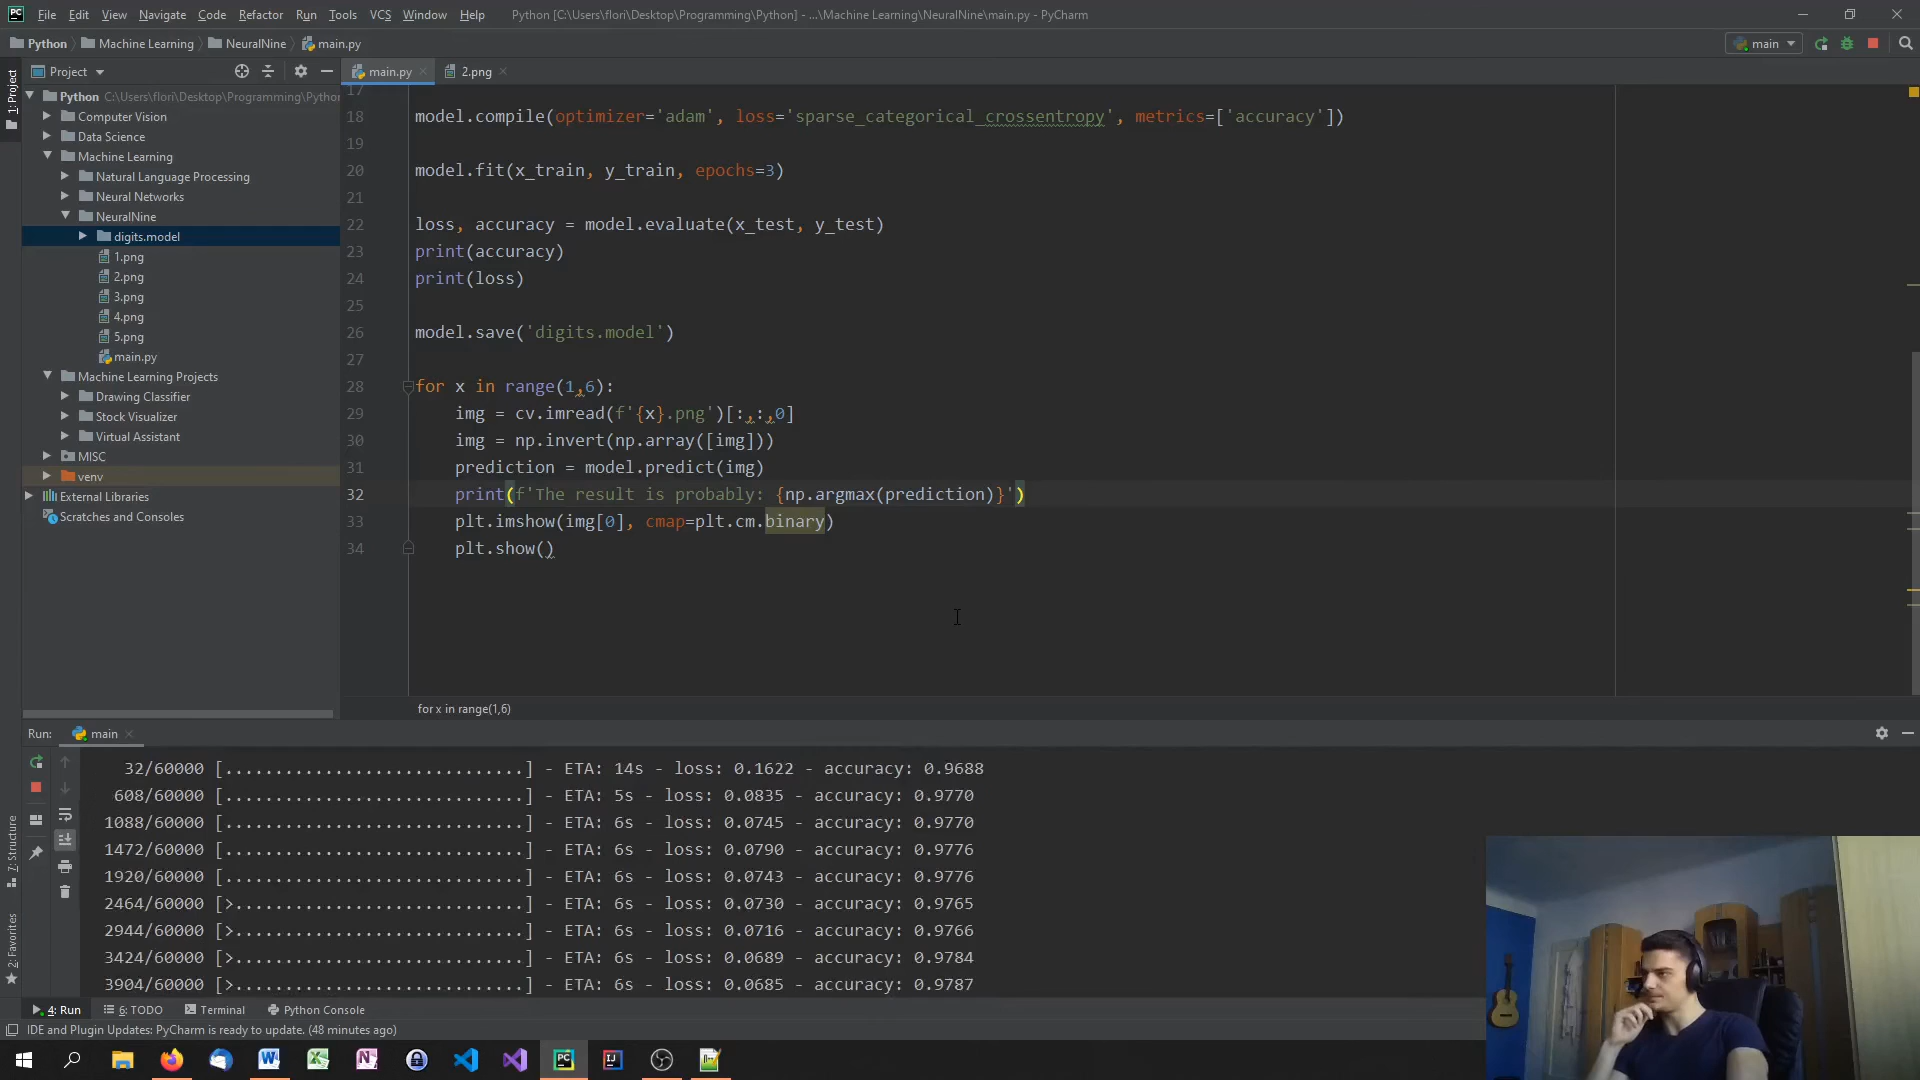 PC File Edit View Navigate Code Refactor Run Tools VCS Window Help Python [C:\Users\flori\Desktop\Programming\Python] - ...\Machine Learning\NeuralNine\main.py - PyCharm
Python Machine Learning NeuralNine main.py main
Project main.py 2.png
1: Project
Python C:\Users\flori\Desktop\Programming\Pythor
Computer Vision
Data Science
Machine Learning
Natural Language Processing
Neural Networks
NeuralNine
digits.model
1.png
2.png
3.png
4.png
5.png
main.py
Machine Learning Projects
Drawing Classifier
Stock Visualizer
Virtual Assistant
MISC
venv
External Libraries
Scratches and Consoles
17
18 model.compile(optimizer='adam', loss='sparse_categorical_crossentropy', metrics=['accuracy'])
19
20 model.fit(x_train, y_train, epochs=3)
21
22 loss, accuracy = model.evaluate(x_test, y_test)
23 print(accuracy)
24 print(loss)
25
26 model.save('digits.model')
27
28 for x in range(1,6):
29 img = cv.imread(f'{x}.png')[:,:,0]
30 img = np.invert(np.array([img]))
31 prediction = model.predict(img)
32 print(f'The result is probably: {np.argmax(prediction)}')
33 plt.imshow(img[0], cmap=plt.cm.binary)
34 plt.show()
for x in range(1,6)
Run: main
32/60000 [..............................] - ETA: 14s - loss: 0.1622 - accuracy: 0.9688
608/60000 [..............................] - ETA: 5s - loss: 0.0835 - accuracy: 0.9770
1088/60000 [..............................] - ETA: 6s - loss: 0.0745 - accuracy: 0.9770
1472/60000 [..............................] - ETA: 6s - loss: 0.0790 - accuracy: 0.9776
1920/60000 [..............................] - ETA: 6s - loss: 0.0743 - accuracy: 0.9776
2464/60000 [>.............................] - ETA: 6s - loss: 0.0730 - accuracy: 0.9765
2944/60000 [>.............................] - ETA: 6s - loss: 0.0716 - accuracy: 0.9766
3424/60000 [>.............................] - ETA: 6s - loss: 0.0689 - accuracy: 0.9784
3904/60000 [>.............................] - ETA: 6s - loss: 0.0685 - accuracy: 0.9787
7: Structure
2: Favorites
4: Run 6: TODO Terminal Python Console
IDE and Plugin Updates: PyCharm is ready to update. (48 minutes ago)